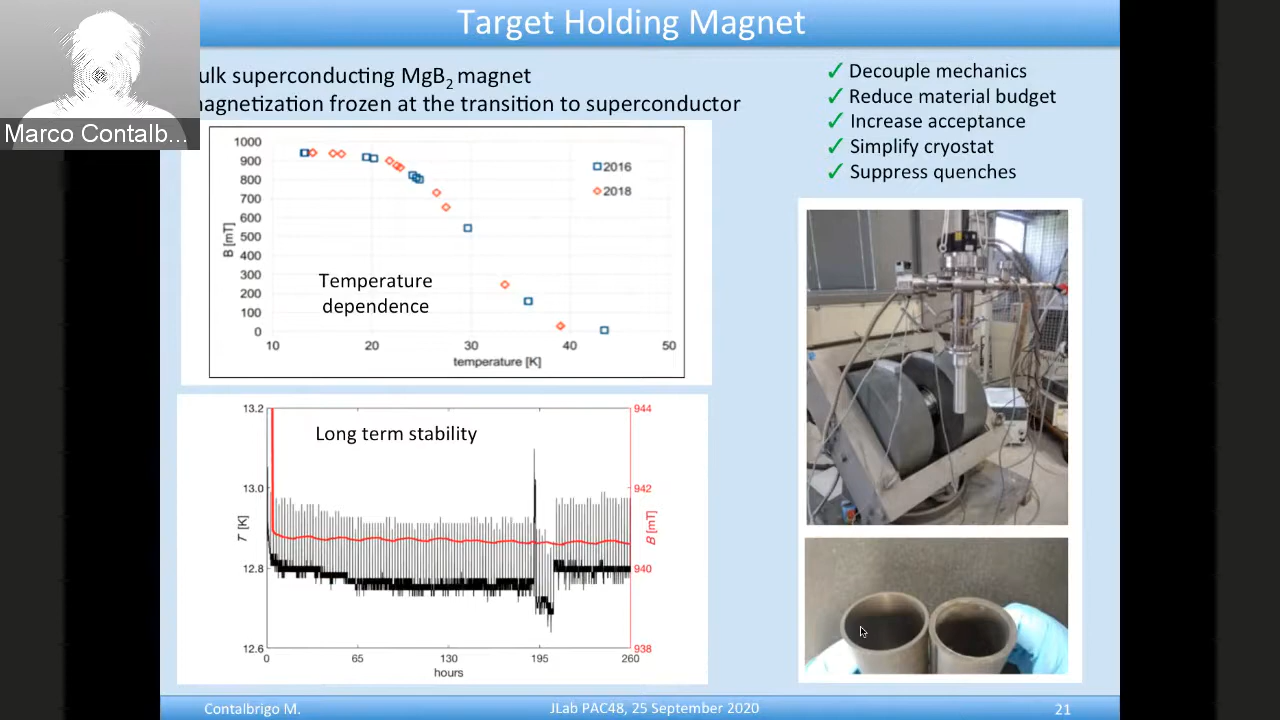 Target Holding Magnet
Marco Contalb...
ulk superconducting MgB2 magnet
agnetization frozen at the transition to superconductor
✓ Decouple mechanics
✓ Reduce material budget
✓ Increase acceptance
✓ Simplify cryostat
✓ Suppress quenches
1000
900
800
700
600
500
400
300
200
100
0
B [mT]
2016
2018
Temperature
dependence
10 20 30 40 50
temperature [K]
Long term stability
13.2
13.0
12.8
12.6
T [K]
944
942
940
938
B [mT]
0 65 130 195 260
hours
Contalbrigo M.
JLab PAC48, 25 September 2020
21